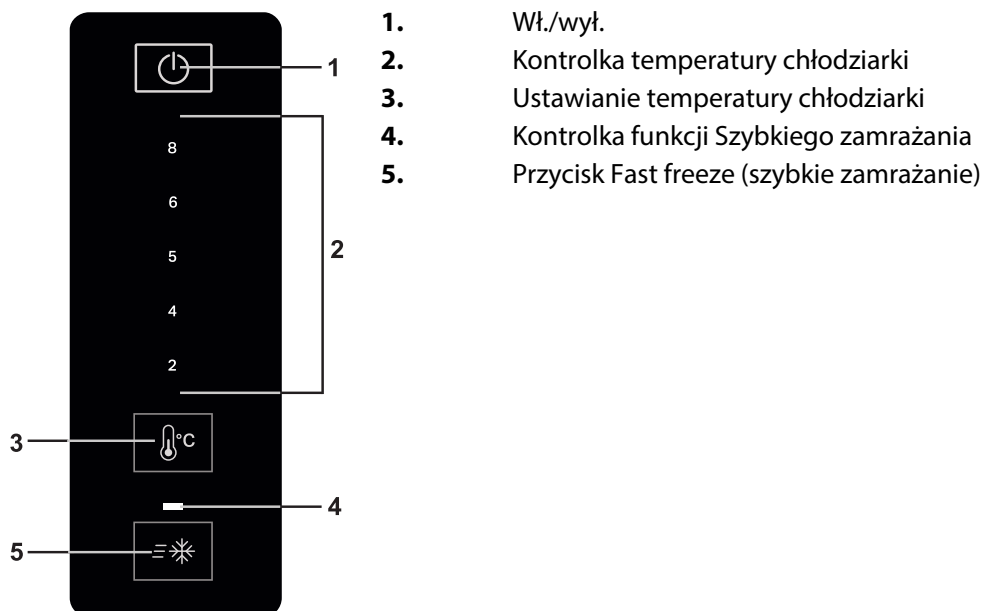 1
8
6
5
4
2
2
3
°C
4
5
1. Wł./wył.
2. Kontrolka temperatury chłodziarki
3. Ustawianie temperatury chłodziarki
4. Kontrolka funkcji Szybkiego zamrażania
5. Przycisk Fast freeze (szybkie zamrażanie)